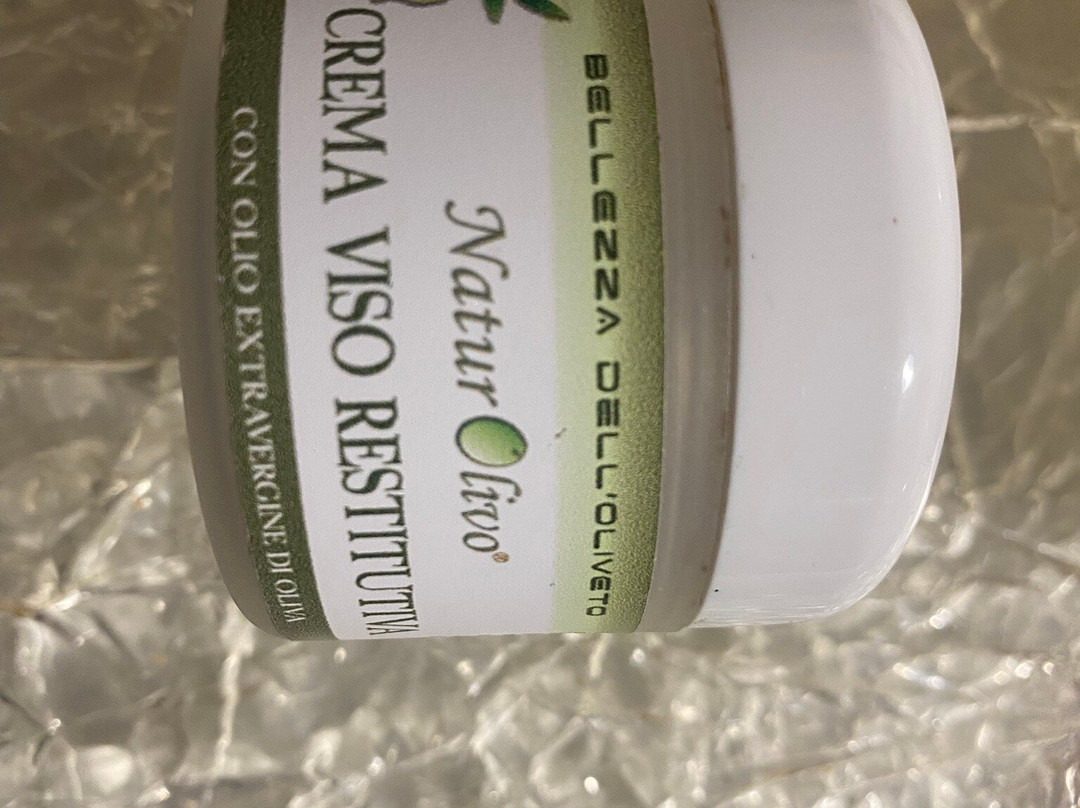 BELLEZZA DELL'OLIVETO
NaturOlivo®
CREMA VISO RESTITUTIVA
CON OLIO EXTRAVERGINE DI OLIVA